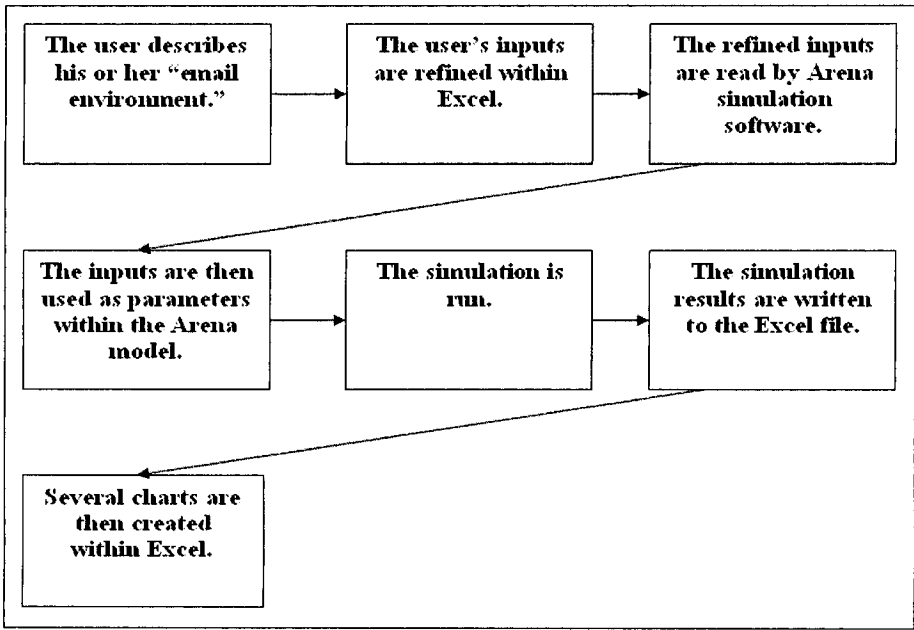 The user describes
his or her “email
environment.”
The user’s inputs
are refined within
Excel.
The refined inputs
are read by Arena
simulation
software.
The inputs are then
used as parameters
within the Arena
model.
The simulation is
run.
The simulation
results are written
to the Excel file.
Several charts are
then created
within Excel.